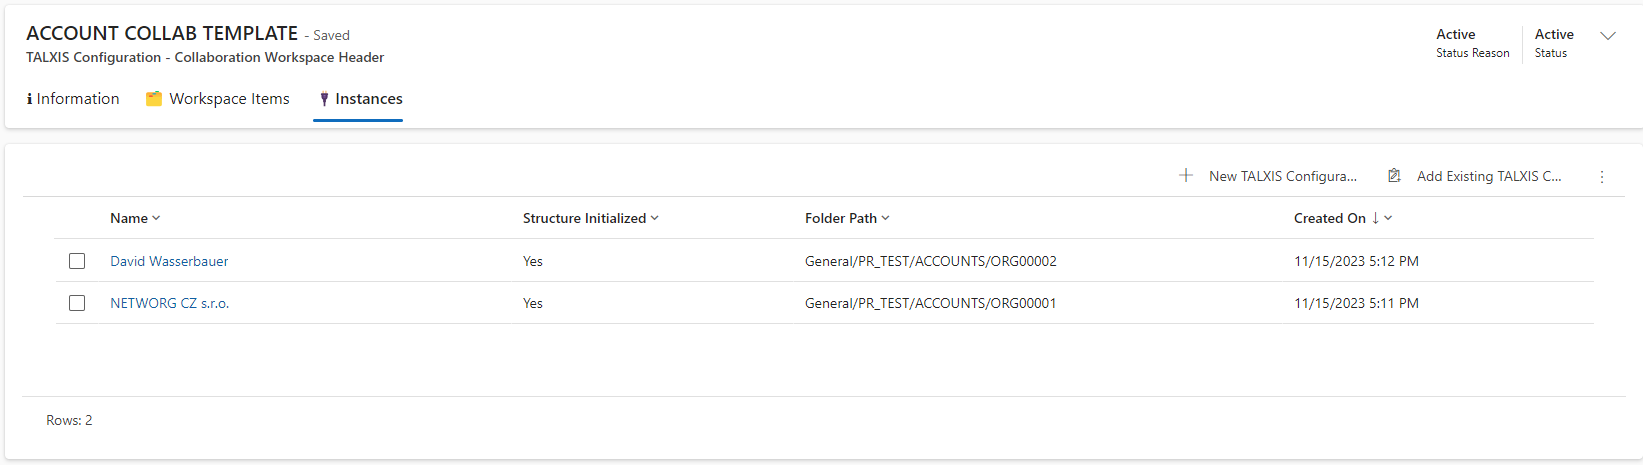 ACCOUNT COLLAB TEMPLATE - Saved
TALXIS Configuration - Collaboration Workspace Header
Active
Status Reason
Active
Status
Information
Workspace Items
Instances
New TALXIS Configura...
Add Existing TALXIS C...
Name Structure Initialized Folder Path Created On
David Wasserbauer Yes General/PR_TEST/ACCOUNTS/ORG00002 11/15/2023 5:12 PM
NETWORG CZ s.r.o. Yes General/PR_TEST/ACCOUNTS/ORG00001 11/15/2023 5:11 PM
Rows: 2